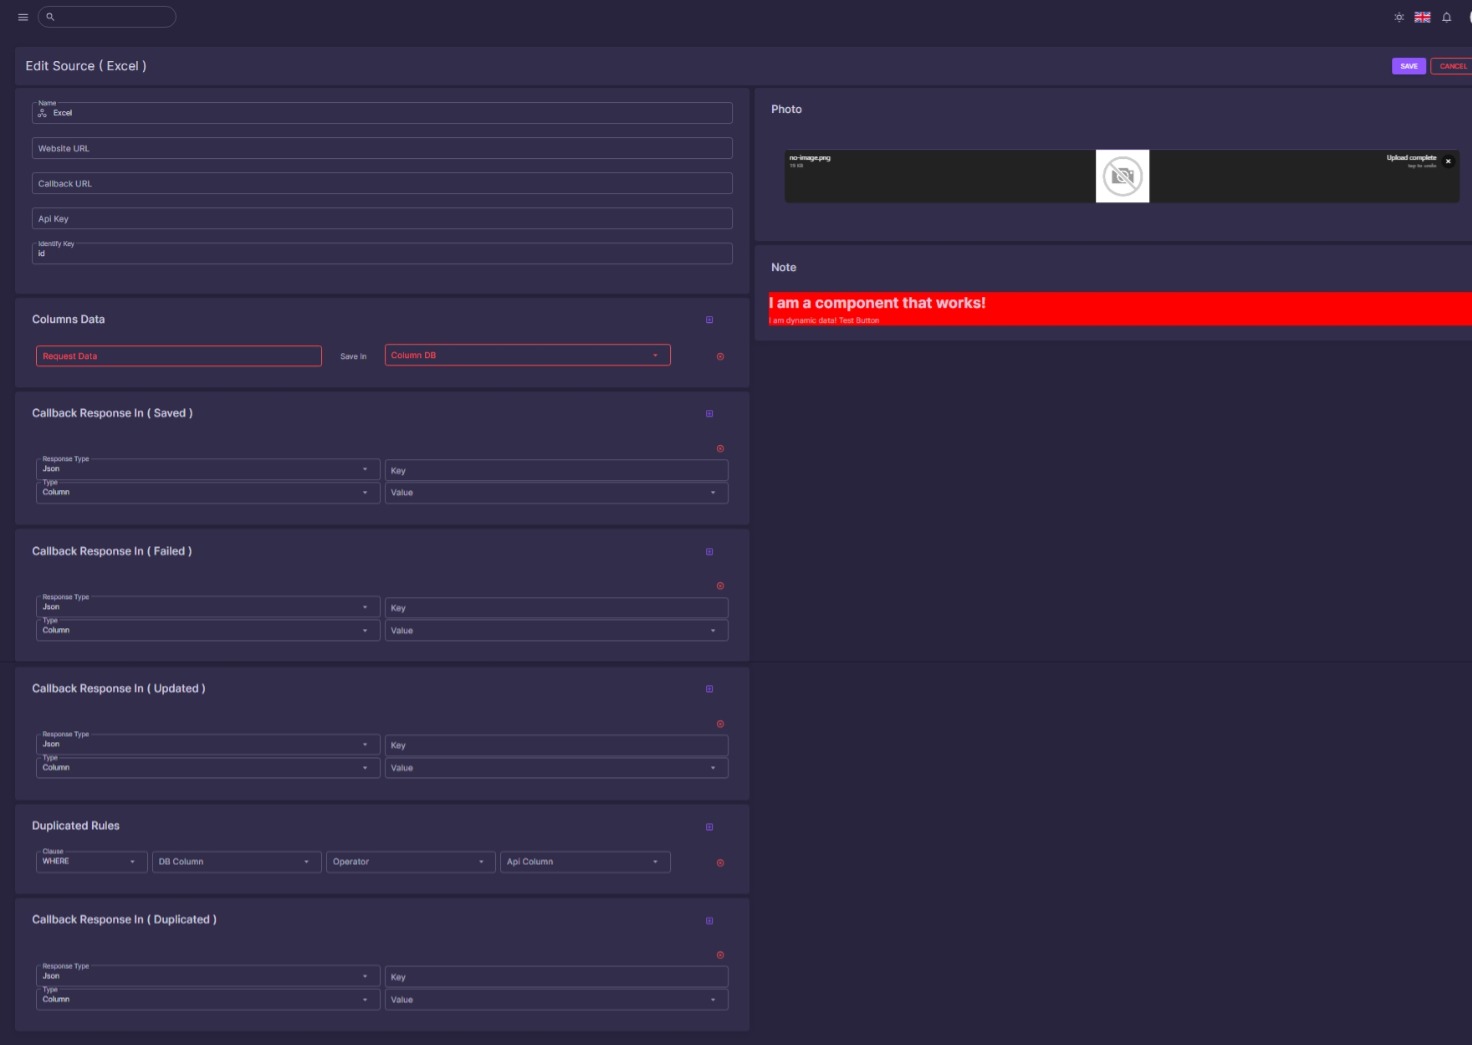 Edit Source ( Excel )
SAVE
CANCEL
Name
Excel
Website URL
Callback URL
Api Key
Identify Key
id
Photo
no-image.png
Upload complete
tap to undo
Note
I am a component that works!
I am dynamic data! Test Button
Columns Data
Request Data
Save In
Column DB
Callback Response In ( Saved )
Response Type
Json
Key
Type
Column
Value
Callback Response In ( Failed )
Response Type
Json
Key
Type
Column
Value
Callback Response In ( Updated )
Response Type
Json
Key
Type
Column
Value
Duplicated Rules
Clause
WHERE
DB Column
Operator
Api Column
Callback Response In ( Duplicated )
Response Type
Json
Key
Type
Column
Value